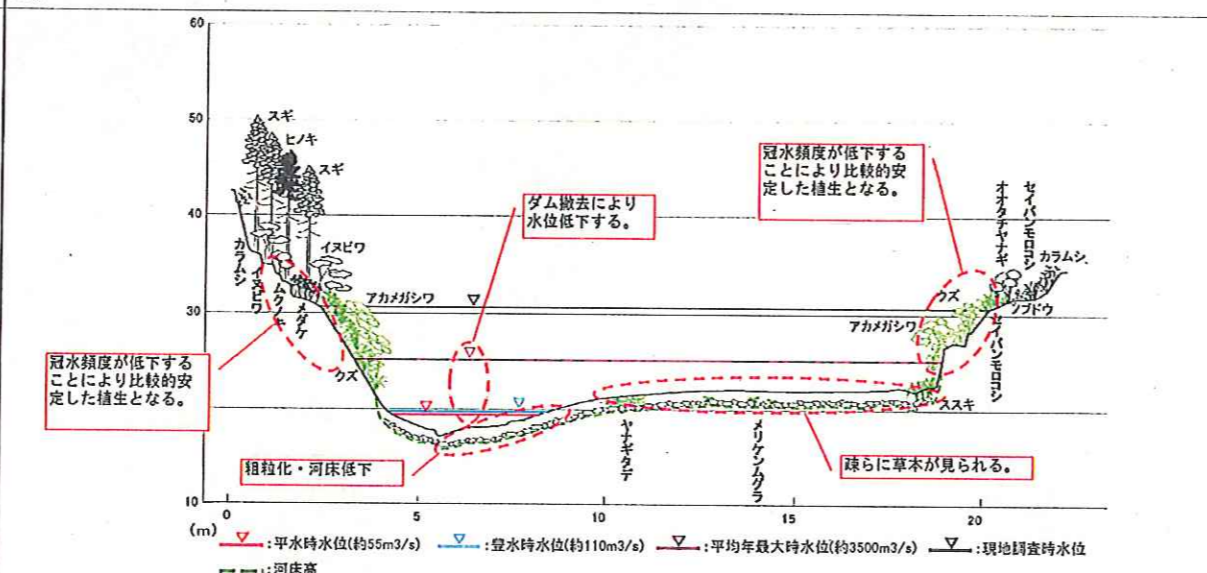 60
50
40
30
10
スギ
ヒノキ
スギ
イヌビワ
カラムシ
イヌビワ
ムクノキ
メダケ
アカメガシワ
クズ
冠水頻度が低下する
ことにより比較的安
定した植生となる。
ダム撤去により
水位低下する。
冠水頻度が低下する
ことにより比較的安
定した植生となる。
オオタチヤナギ
セイバンモロコシ
カラムシ
ウズ
ノブドウ
アカメガシワ
セイバンモロコシ
ススキ
粗粒化・河床低下
ヤナギタデ
メリケンムグラ
疎らに草本が見られる。
0
5
10
15
20
(m)
:平水時水位(約55m3/s) :豊水時水位(約110m3/s) :平均年最大時水位(約3500m3/s) :現地調査時水位
:河床高